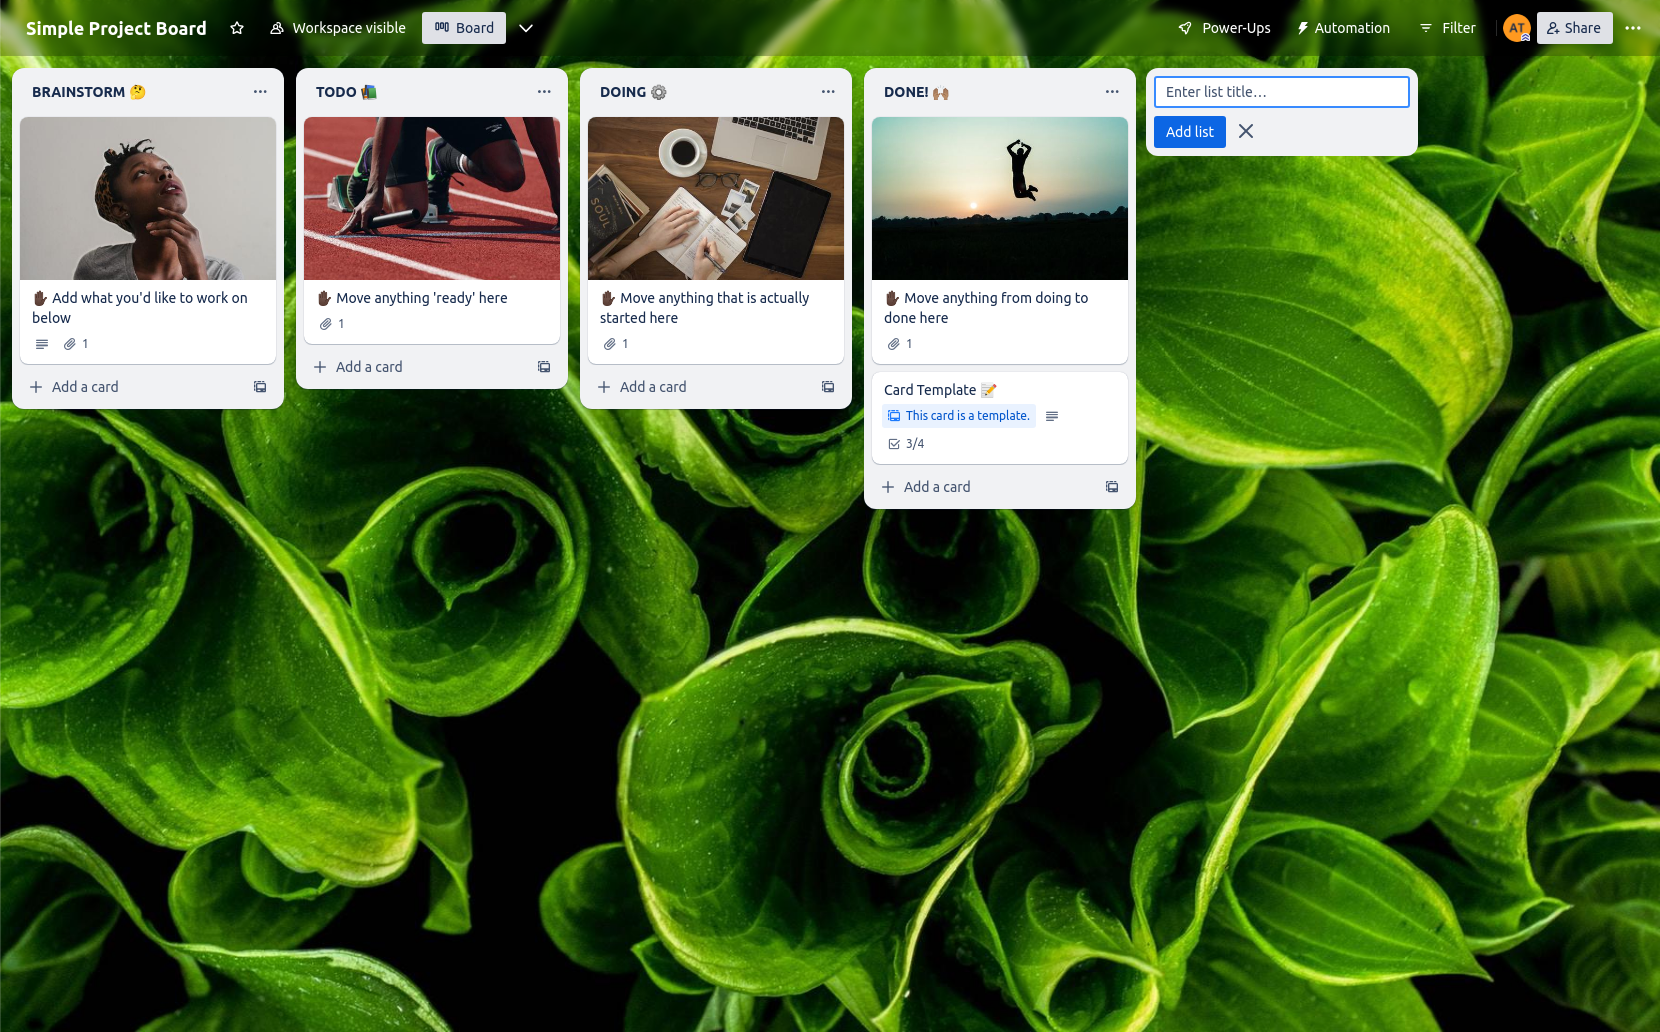 Simple Project Board
Workspace visible
Board
Power-Ups
Automation
Filter
AT
Share
BRAINSTORM 🤔
✋🏿 Add what you'd like to work on
below
1
Add a card
TODO 📚
✋🏿 Move anything 'ready' here
1
Add a card
DOING ⚙️
SOUL
✋🏿 Move anything that is actually
started here
1
Add a card
DONE! 🙌🏽
✋🏿 Move anything from doing to
done here
1
Card Template 📝
This card is a template.
3/4
Add a card
Enter list title…
Add list